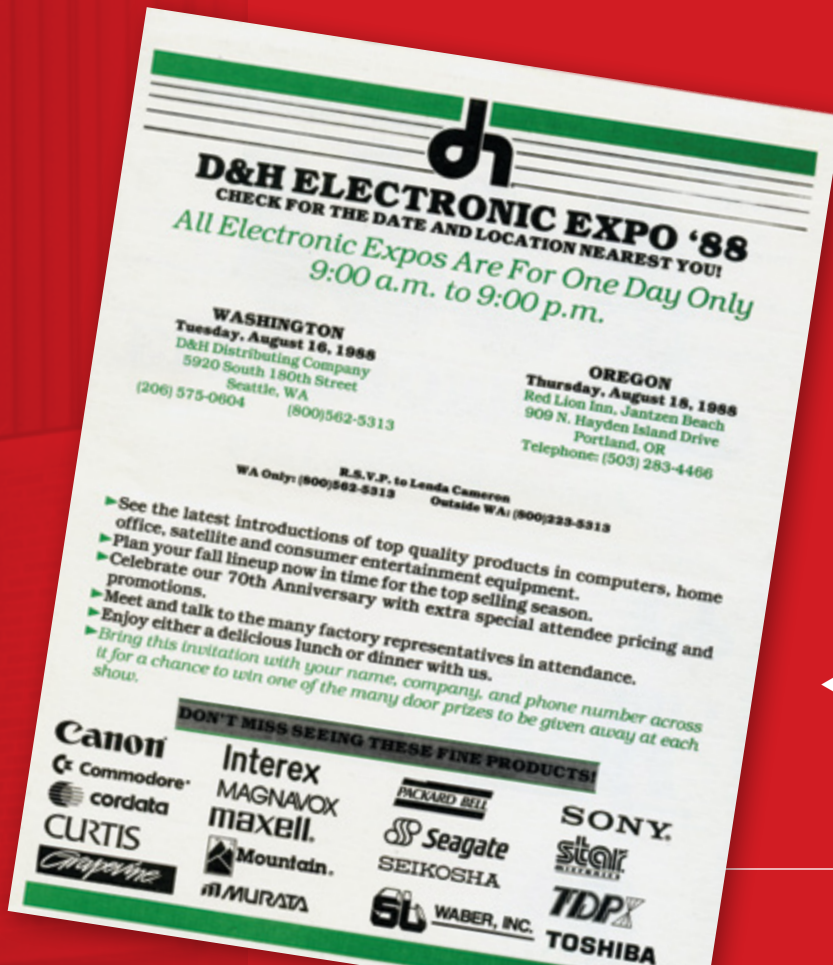 dh
D&H ELECTRONIC EXPO ‘88
CHECK FOR THE DATE AND LOCATION NEAREST YOU!
All Electronic Expos Are For One Day Only
9:00 a.m. to 9:00 p.m.
WASHINGTON
Tuesday, August 16, 1988
D&H Distributing Company
5920 South 180th Street
Seattle, WA
(206) 575-0604 (800)562-5313
OREGON
Thursday, August 18, 1988
Red Lion Inn, Jantzen Beach
909 N. Hayden Island Drive
Portland, OR
Telephone: (503) 283-4466
R.S.V.P. to Lenda Cameron
WA Only: (800)562-5313 Outside WA: (800)223-5313
►See the latest introductions of top quality products in computers, home
office, satellite and consumer entertainment equipment.
►Plan your fall lineup now in time for the top selling season.
►Celebrate our 70th Anniversary with extra special attendee pricing and
promotions.
►Meet and talk to the many factory representatives in attendance.
►Enjoy either a delicious lunch or dinner with us.
►Bring this invitation with your name, company, and phone number across
it for a chance to win one of the many door prizes to be given away at each
show.
DON'T MISS SEEING THESE FINE PRODUCTS!
Canon
Commodore
cordata
CURTIS
Grapevine
Interex
MAGNAVOX
maxell.
Mountain.
MURATA
PACKARD BELL
Seagate
SEIKOSHA
SL WABER, INC.
SONY
star
MICRONICS
TDP
TOSHIBA